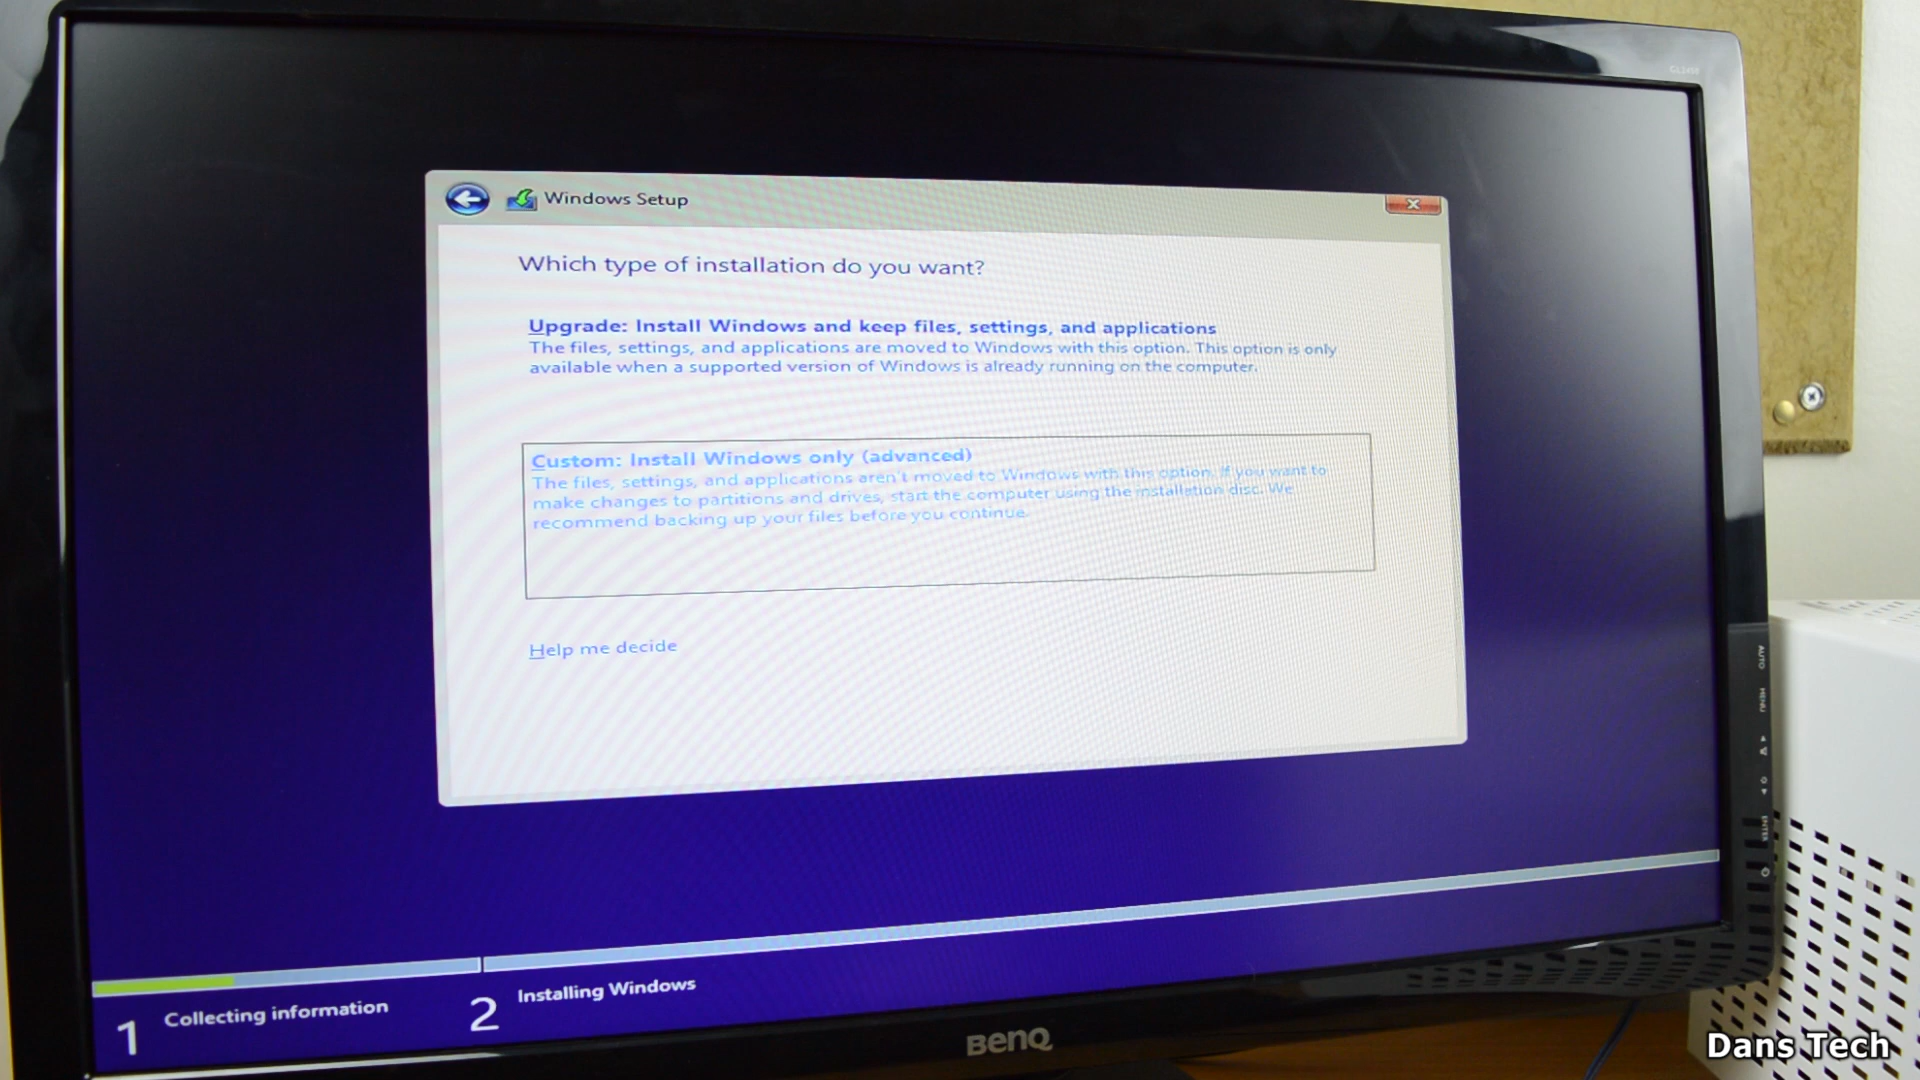 GL2450
Windows Setup
Which type of installation do you want?
Upgrade: Install Windows and keep files, settings, and applications
The files, settings, and applications are moved to Windows with this option. This option is only
available when a supported version of Windows is already running on the computer.
Custom: Install Windows only (advanced)
The files, settings, and applications aren't moved to Windows with this option. If you want to
make changes to partitions and drives, start the computer using the installation disc. We
recommend backing up your files before you continue.
Help me decide
AUTO
MENU
ENTER
1 Collecting information
2 Installing Windows
BenQ
Dans Tech